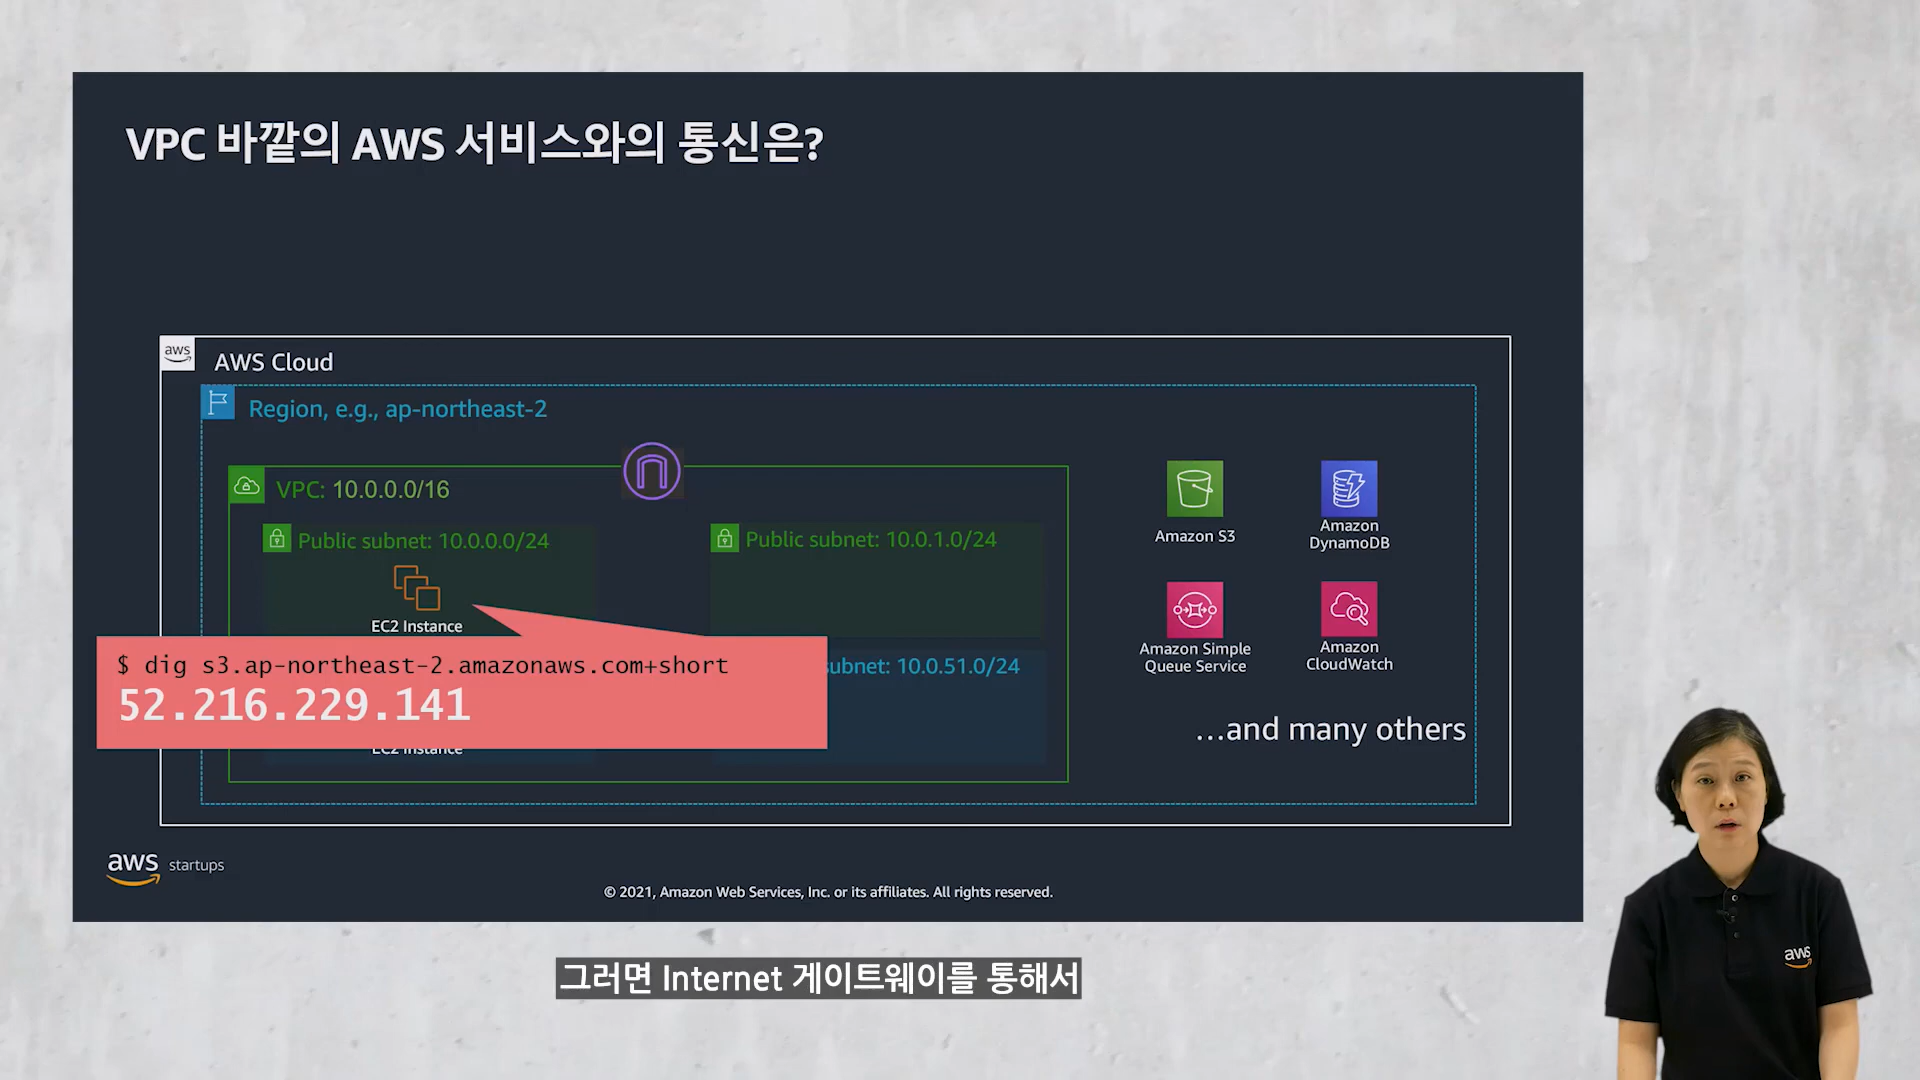 VPC 바깥의 AWS 서비스와의 통신은?
aws
AWS Cloud
Region, e.g., ap-northeast-2
VPC: 10.0.0.0/16
Public subnet: 10.0.0.0/24
Public subnet: 10.0.1.0/24
EC2 Instance
$ dig s3.ap-northeast-2.amazonaws.com+short
52.216.229.141
subnet: 10.0.51.0/24
EC2 Instance
Amazon S3
Amazon
DynamoDB
Amazon Simple
Queue Service
Amazon
CloudWatch
...and many others
aws startups
© 2021, Amazon Web Services, Inc. or its affiliates. All rights reserved.
aws
그러면 Internet 게이트웨이를 통해서